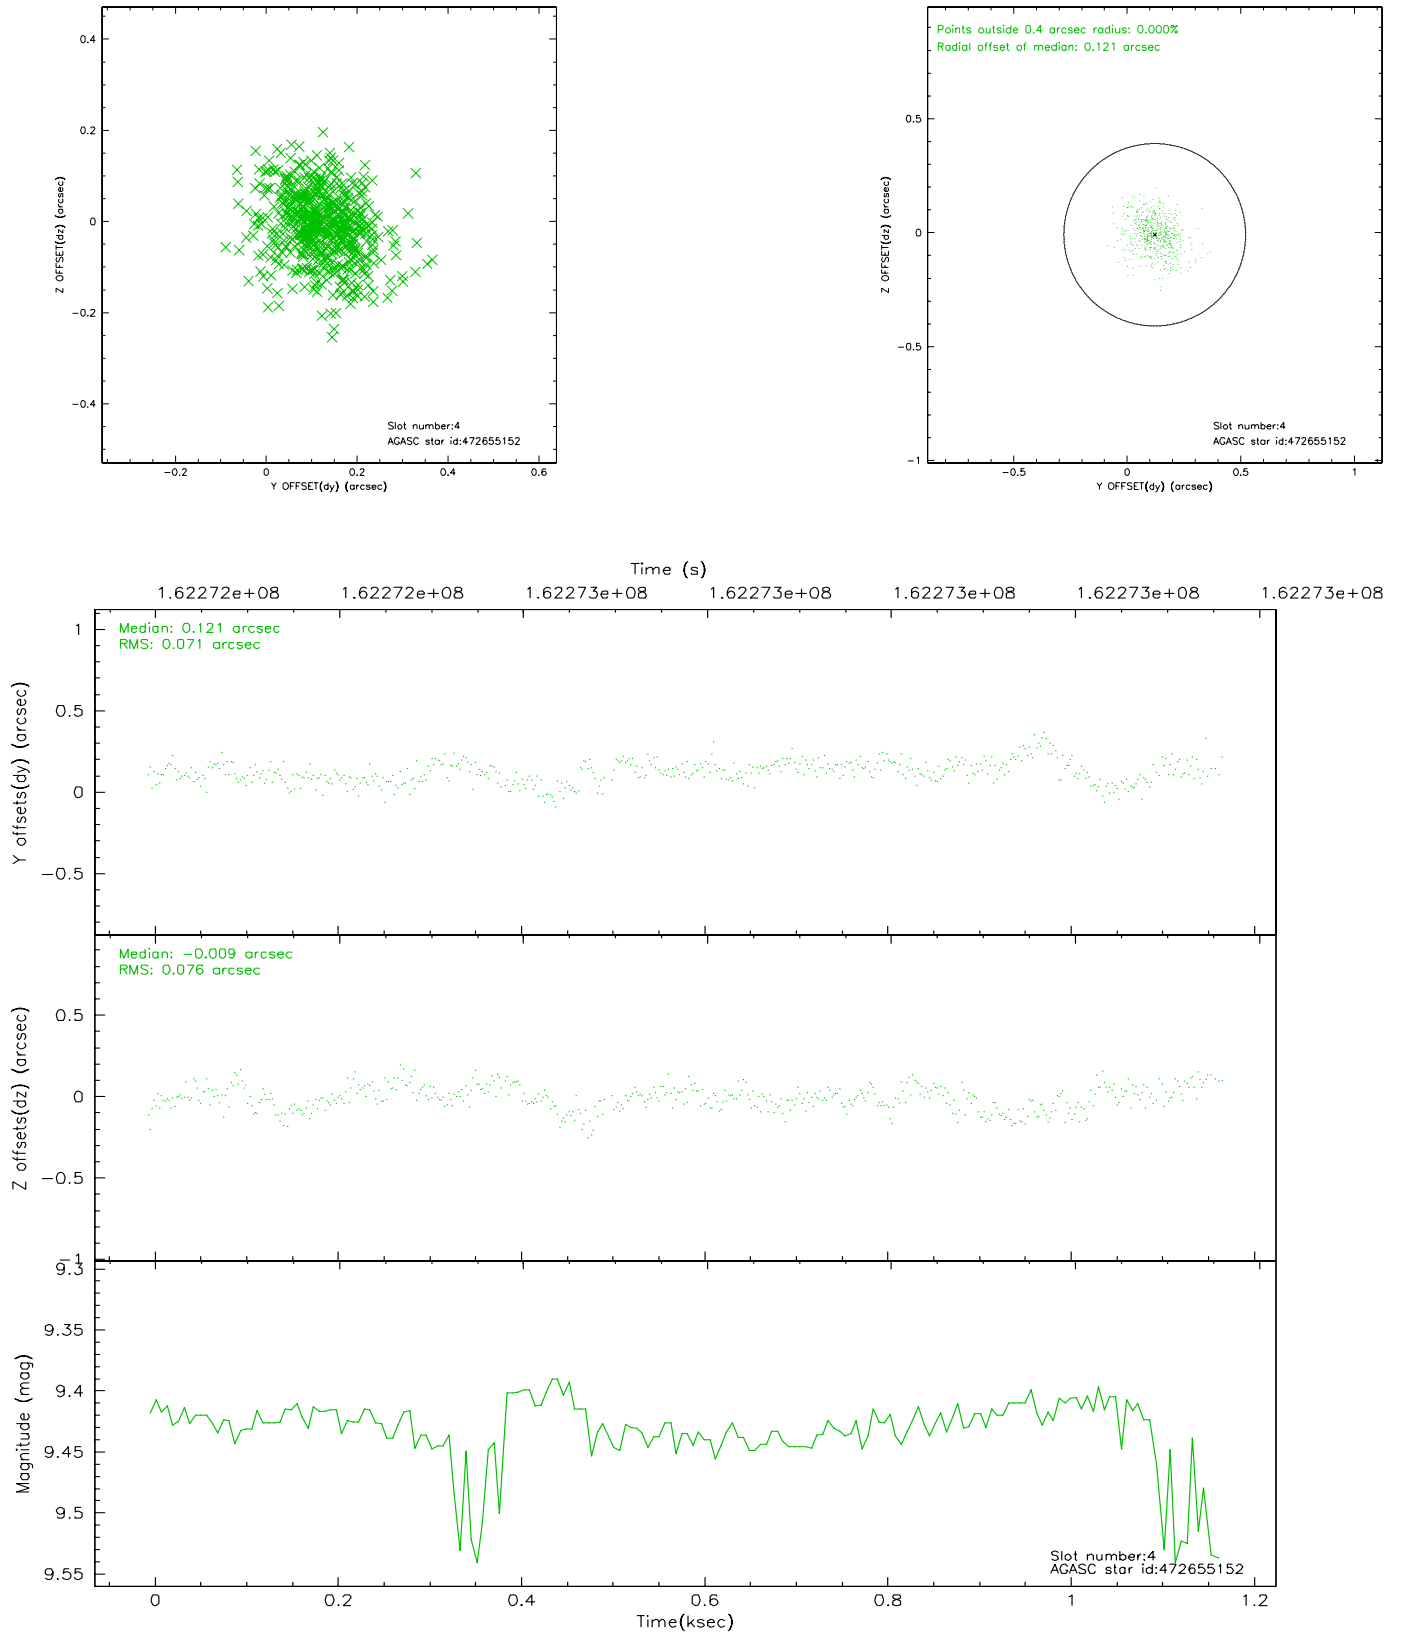 0.4
0.2
0
−0.2
−0.4
Z OFFSET(dz) (arcsec)
Slot number:4
AGASC star id:472655152
−0.2 0 0.2 0.4 0.6
Y OFFSET(dy) (arcsec)
Points outside 0.4 arcsec radius: 0.000%
Radial offset of median: 0.121 arcsec
0.5
0
−0.5
−1
Z OFFSET(dz) (arcsec)
Slot number:4
AGASC star id:472655152
−0.5 0 0.5 1
Y OFFSET(dy) (arcsec)
Time (s)
1.62272e+08 1.62272e+08 1.62273e+08 1.62273e+08 1.62273e+08 1.62273e+08 1.62273e+08
Median: 0.121 arcsec
RMS: 0.071 arcsec
1
0.5
0
−0.5
Y offsets(dy) (arcsec)
Median: −0.009 arcsec
RMS: 0.076 arcsec
0.5
0
−0.5
−1
Z offsets(dz) (arcsec)
9.3
9.35
9.4
9.45
9.5
9.55
Magnitude (mag)
Slot number:4
AGASC star id:472655152
0 0.2 0.4 0.6 0.8 1 1.2
Time(ksec)